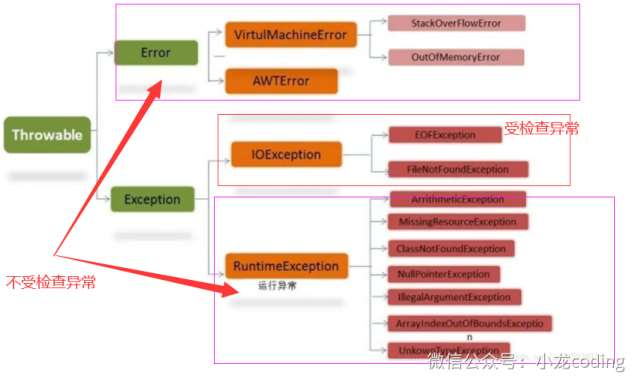 Throwable
Error
VirtulMachineError
StackOverFlowError
OutOfMemoryError
AWTError
Exception
IOException
EOFException
受检查异常
FileNotFoundException
RuntimeException
运行异常
ArrithmeticException
MissingResourceException
ClassNotFoundException
NullPointerException
IllegalArgumentException
ArrayIndexOutOfBoundsExceptio
n
UnkownTypeException
不受检查异常
微信公众号：小龙coding